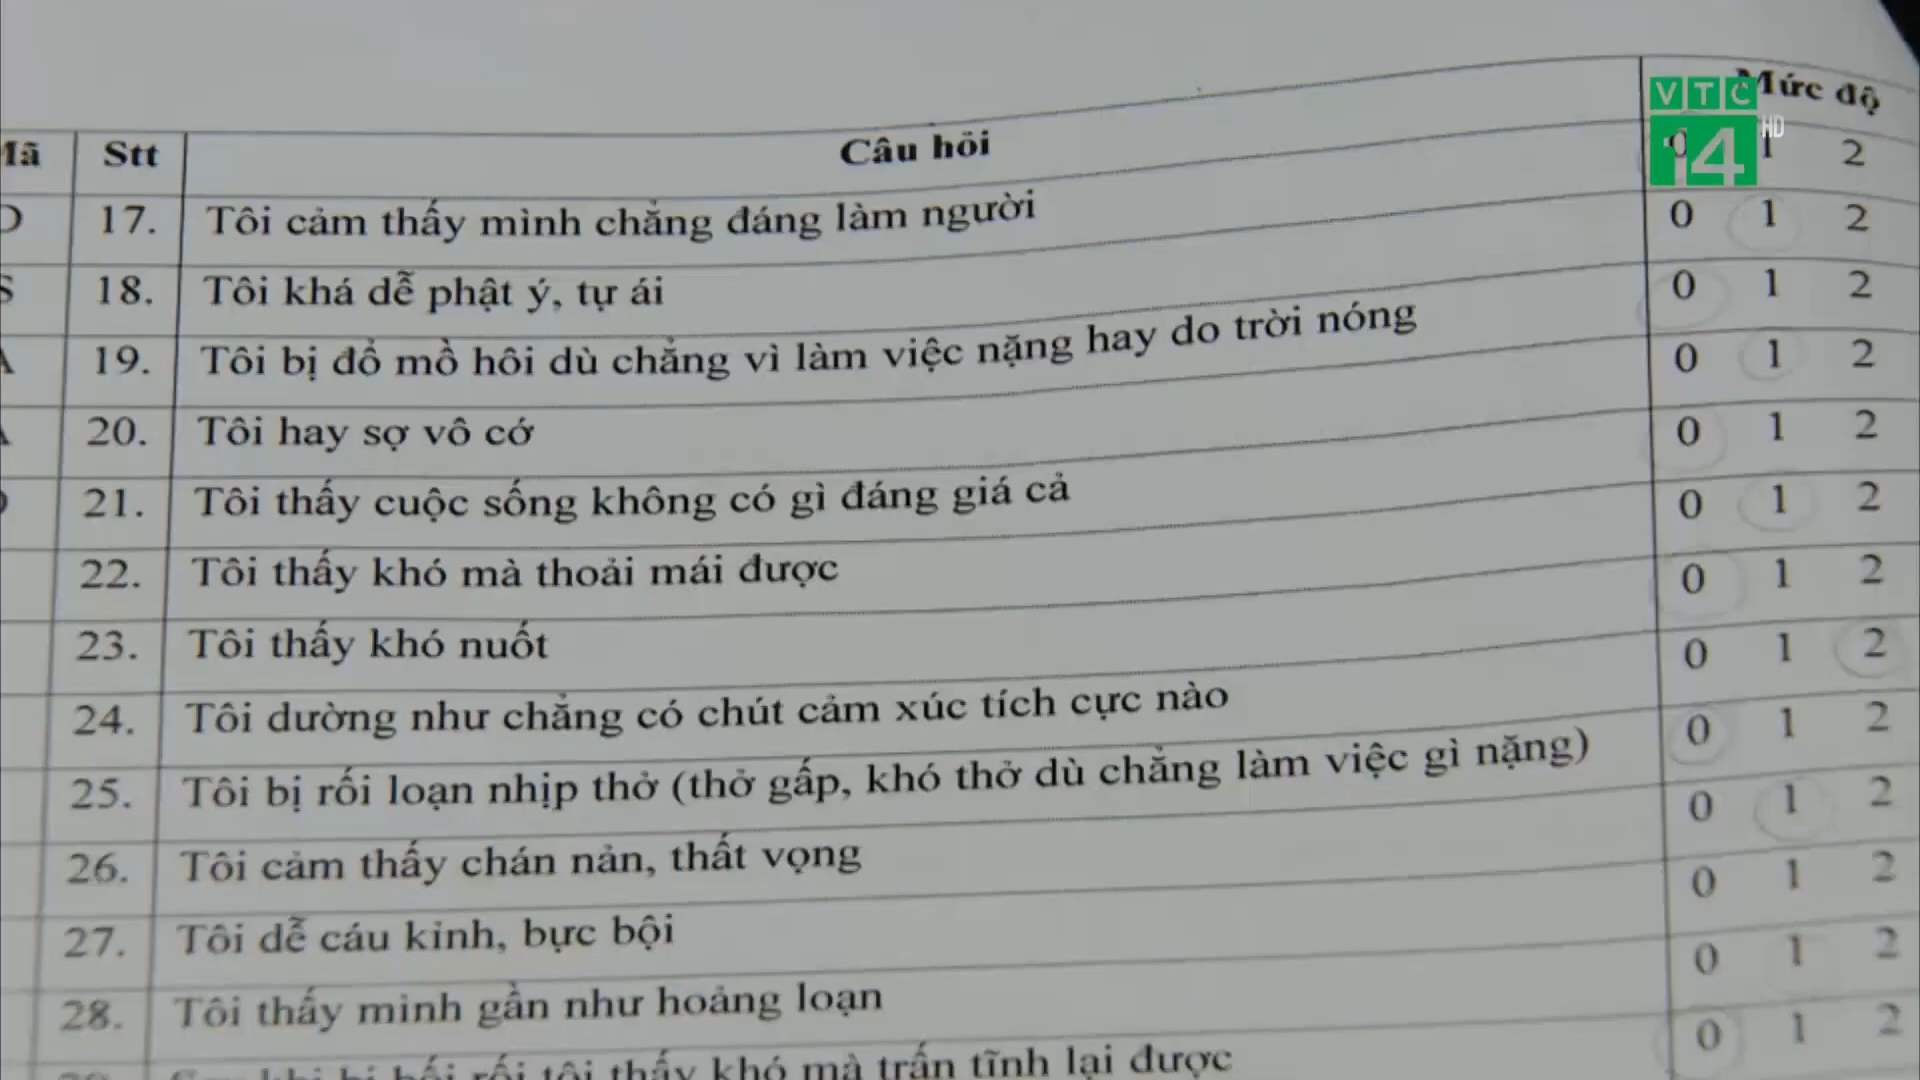 Mã Stt Câu hỏi Mức độ
VTC
14 HD
0 1 2
17. Tôi cảm thấy mình chẳng đáng làm người 0 1 2
18. Tôi khá dễ phật ý, tự ái 0 1 2
19. Tôi bị đổ mồ hôi dù chẳng vì làm việc nặng hay do trời nóng 0 1 2
20. Tôi hay sợ vô cớ 0 1 2
21. Tôi thấy cuộc sống không có gì đáng giá cả 0 1 2
22. Tôi thấy khó mà thoải mái được 0 1 2
23. Tôi thấy khó nuốt 0 1 2
24. Tôi dường như chẳng có chút cảm xúc tích cực nào 0 1 2
25. Tôi bị rối loạn nhịp thở (thở gấp, khó thở dù chẳng làm việc gì nặng) 0 1 2
26. Tôi cảm thấy chán nản, thất vọng 0 1 2
27. Tôi dễ cáu kỉnh, bực bội 0 1 2
28. Tôi thấy mình gần như hoảng loạn 0 1 2
bị bối rối tôi thấy khó mà trấn tĩnh lại được